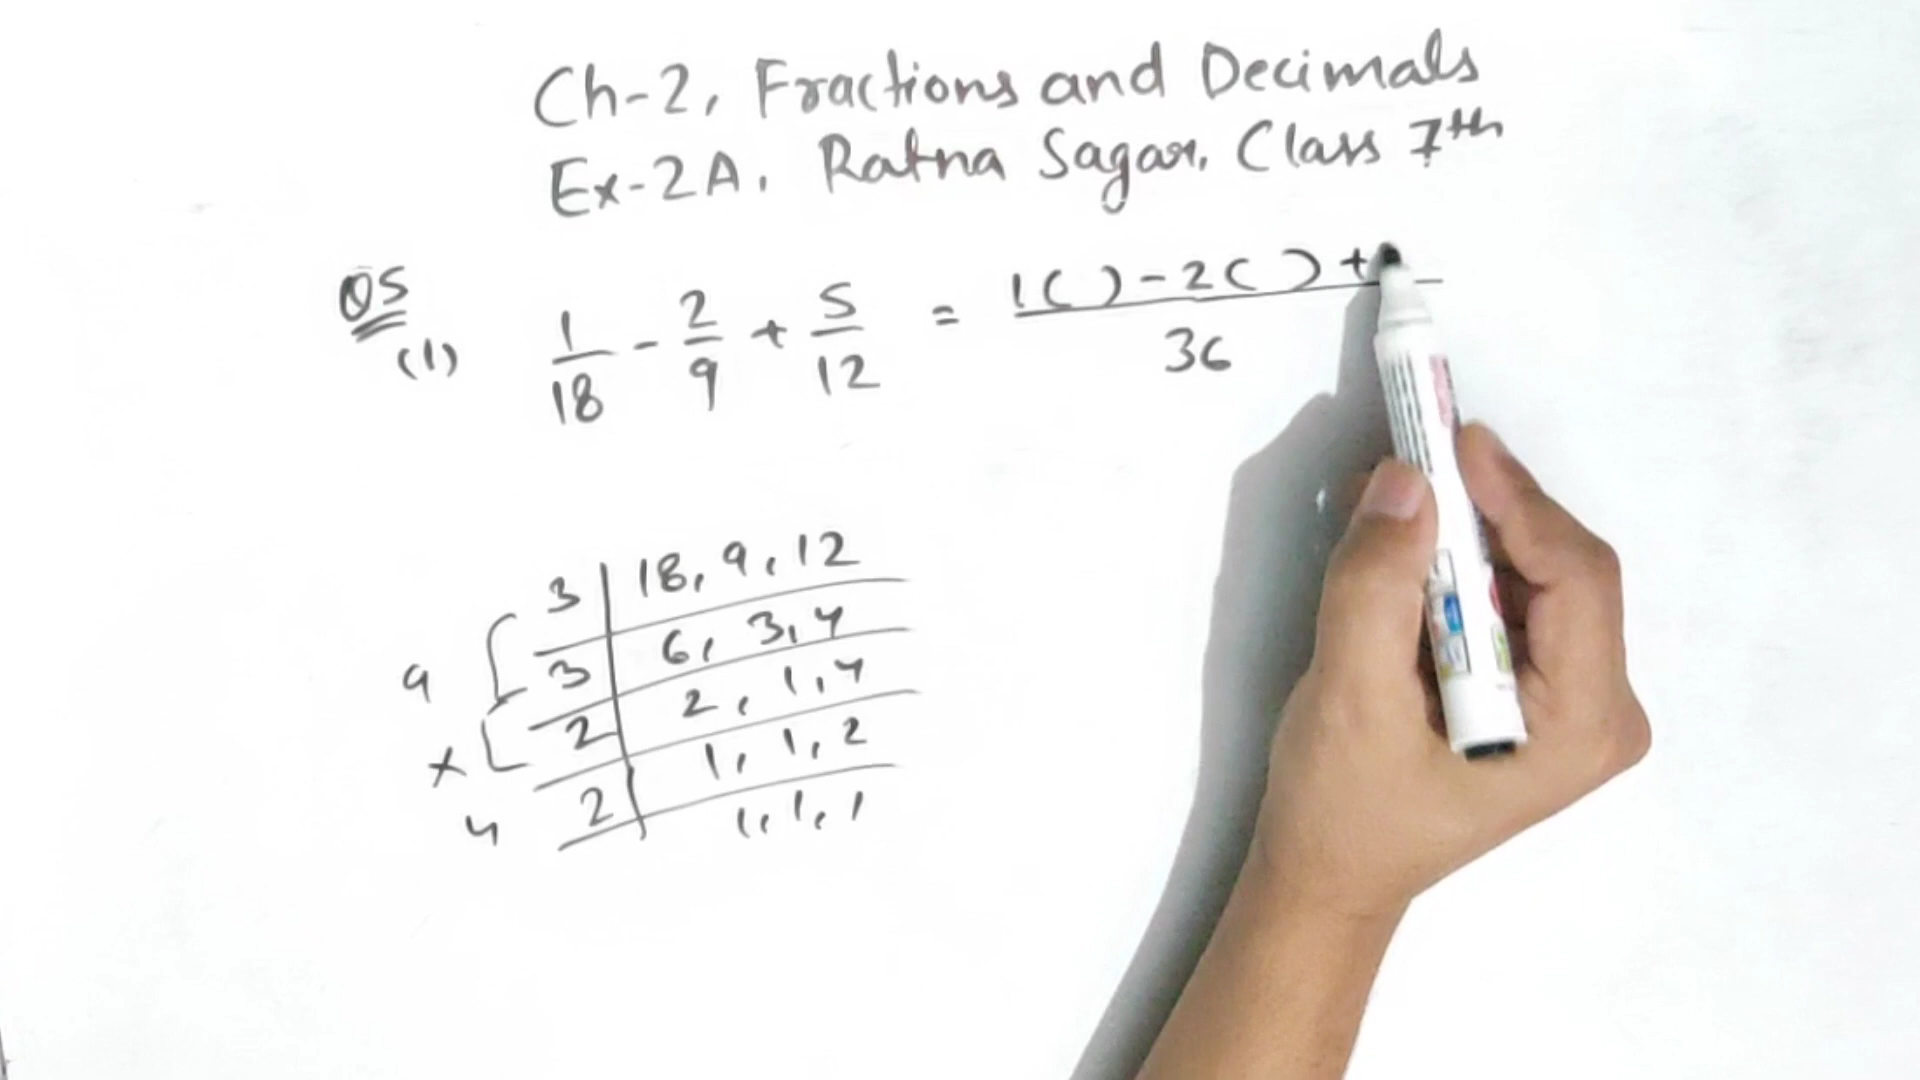 Ch-2, Fractions and Decimals
Ex-2A, Ratna Sagar, Class 7th
Q5
(1) 1/18 - 2/9 + 5/12 = 1( ) - 2( ) + / 36
3 | 18, 9, 12
3 | 6, 3, 4
2 | 2, 1, 4
2 | 1, 1, 2
1, 1, 1
9
×
4